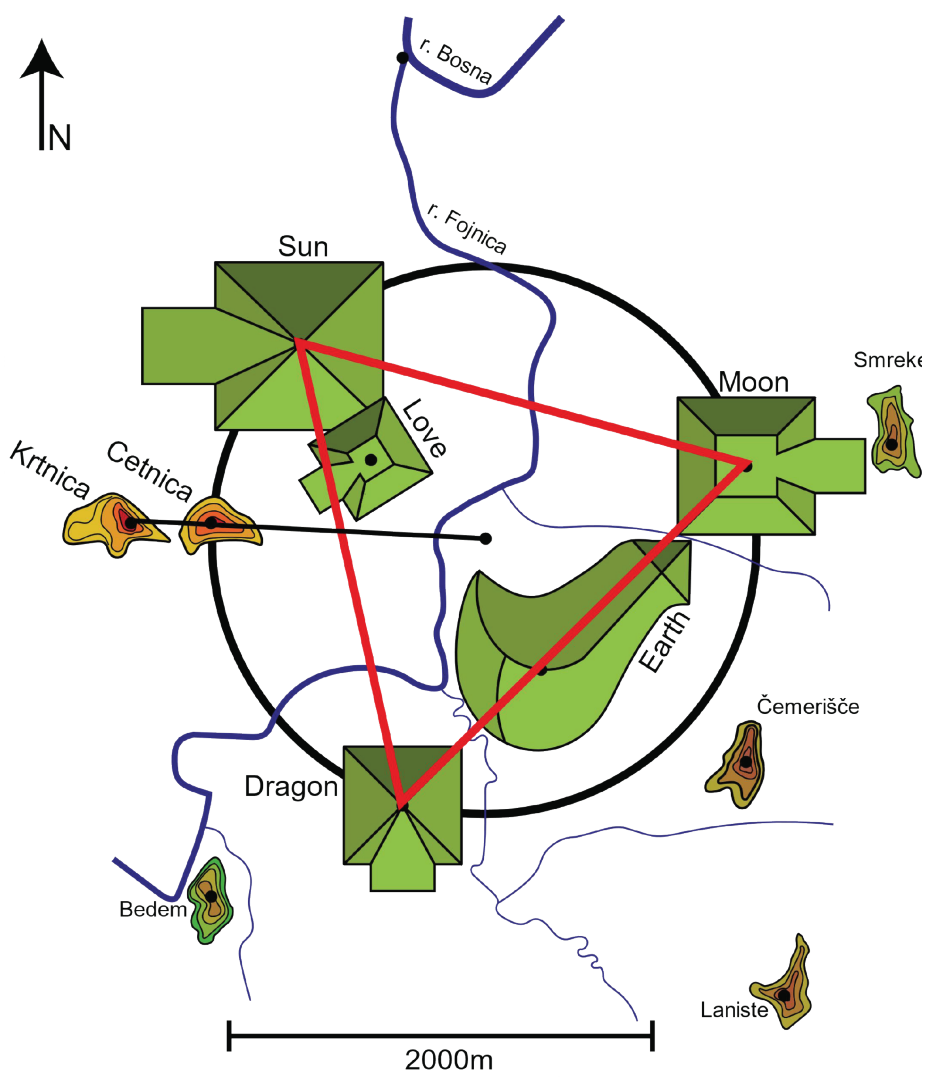 r. Bosna
N
r. Fojnica
Sun
Smreke
Moon
Love
Krtnica
Cetnica
Earth
Čemerišče
Dragon
Bedem
Laniste
2000m